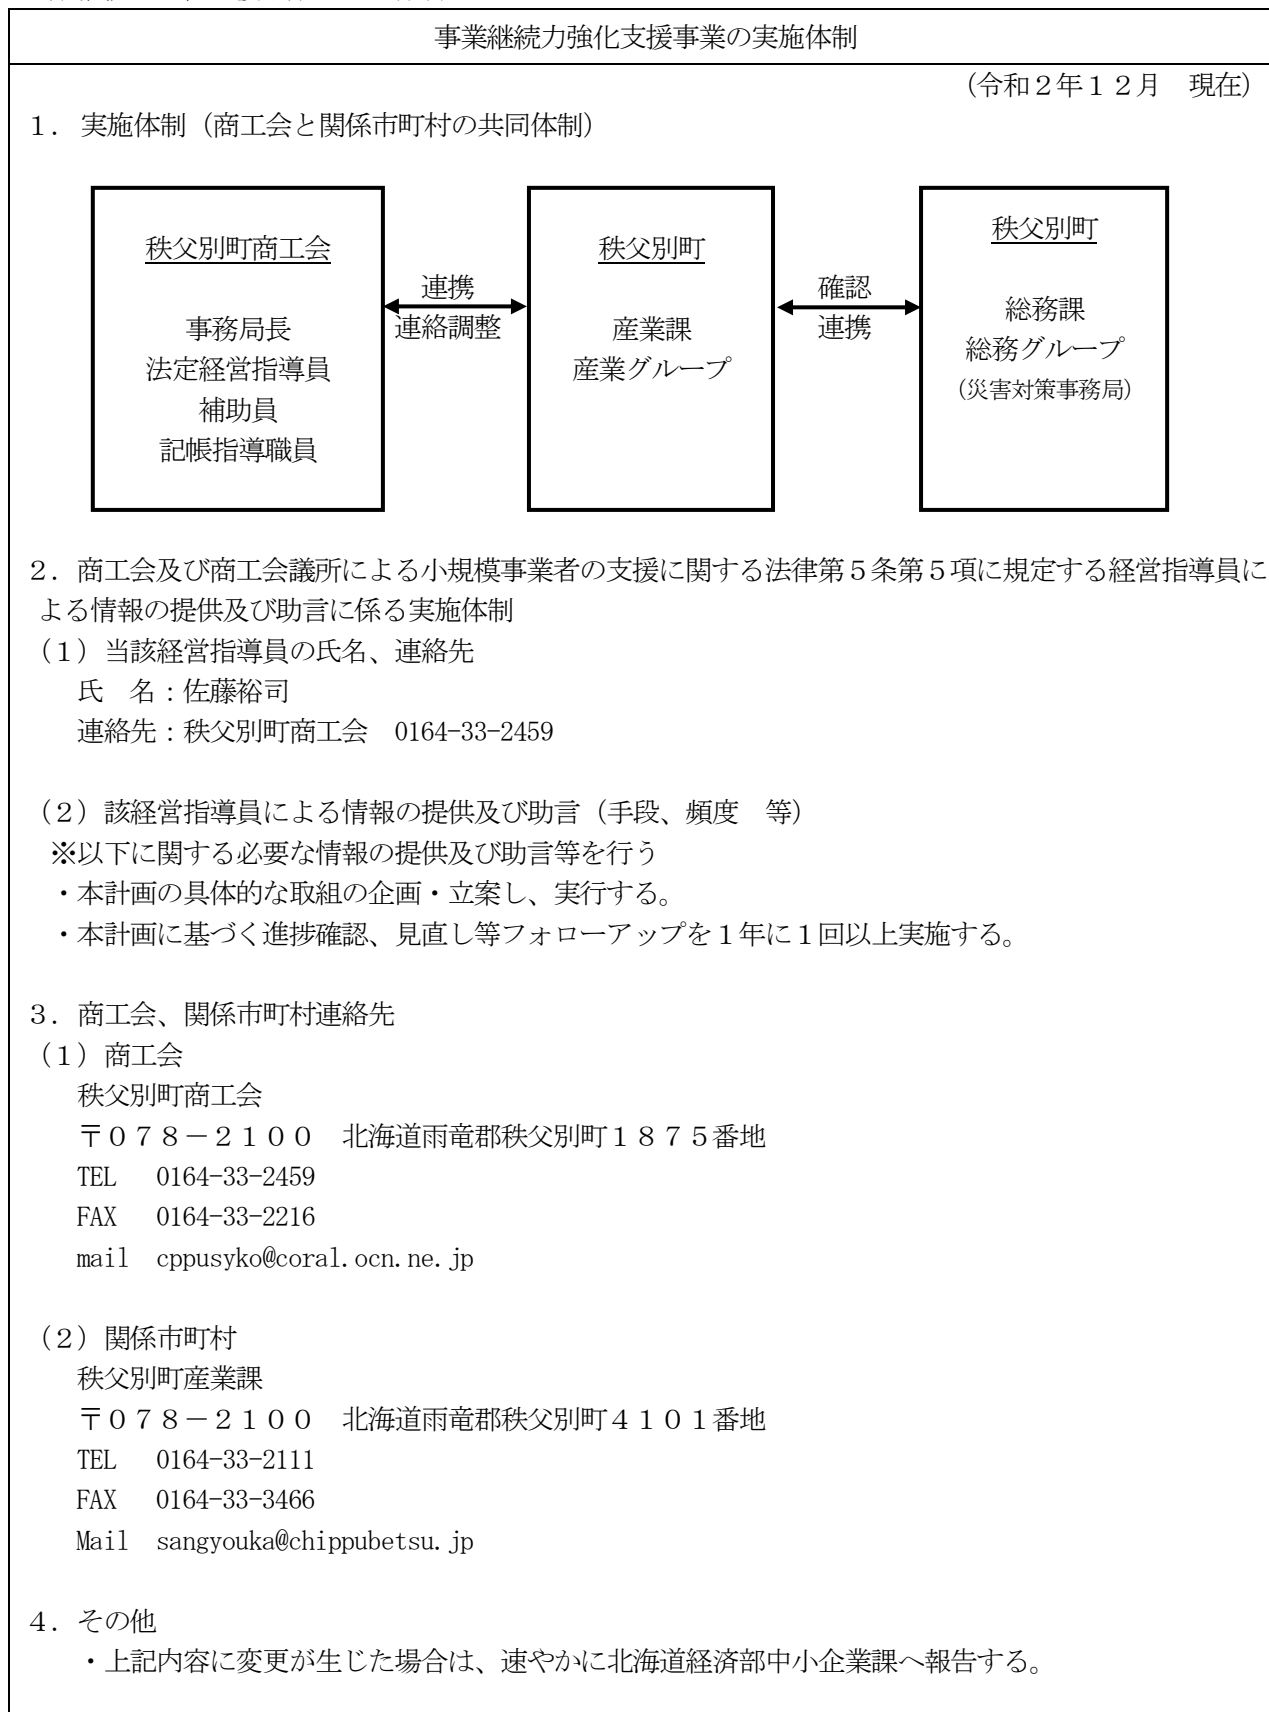 事業継続力強化支援事業の実施体制
(令和２年１２月　現在)
１．実施体制（商工会と関係市町村の共同体制）
秩父別町商工会
事務局長
法定経営指導員
補助員
記帳指導職員
連携
連絡調整
秩父別町
産業課
産業グループ
確認
連携
秩父別町
総務課
総務グループ
（災害対策事務局）
２．商工会及び商工会議所による小規模事業者の支援に関する法律第５条第５項に規定する経営指導員に
よる情報の提供及び助言に係る実施体制
（１）当該経営指導員の氏名、連絡先
氏　名：佐藤裕司
連絡先：秩父別町商工会　0164-33-2459
（２）該経営指導員による情報の提供及び助言（手段、頻度　等）
※以下に関する必要な情報の提供及び助言等を行う
・本計画の具体的な取組の企画・立案し、実行する。
・本計画に基づく進捗確認、見直し等フォローアップを１年に１回以上実施する。
３．商工会、関係市町村連絡先
（１）商工会
秩父別町商工会
〒０７８－２１００　北海道雨竜郡秩父別町１８７５番地
TEL　0164-33-2459
FAX　0164-33-2216
mail　cppusyko@coral.ocn.ne.jp
（２）関係市町村
秩父別町産業課
〒０７８－２１００　北海道雨竜郡秩父別町４１０１番地
TEL　0164-33-2111
FAX　0164-33-3466
Mail　sangyouka@chippubetsu.jp
４．その他
・上記内容に変更が生じた場合は、速やかに北海道経済部中小企業課へ報告する。